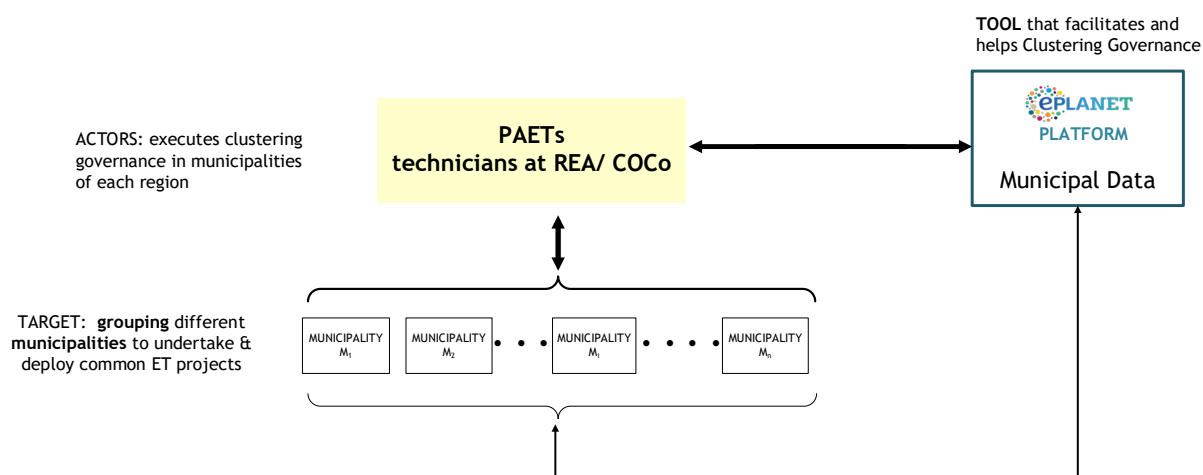 TOOL that facilitates and
helps Clustering Governance
ePLANET
PLATFORM
Municipal Data
PAETs
technicians at REA/ COCo
ACTORS: executes clustering
governance in municipalities
of each region
TARGET: grouping different
municipalities to undertake &
deploy common ET projects
MUNICIPALITY
M₁
MUNICIPALITY
M₂
MUNICIPALITY
Mᵢ
MUNICIPALITY
Mₙ